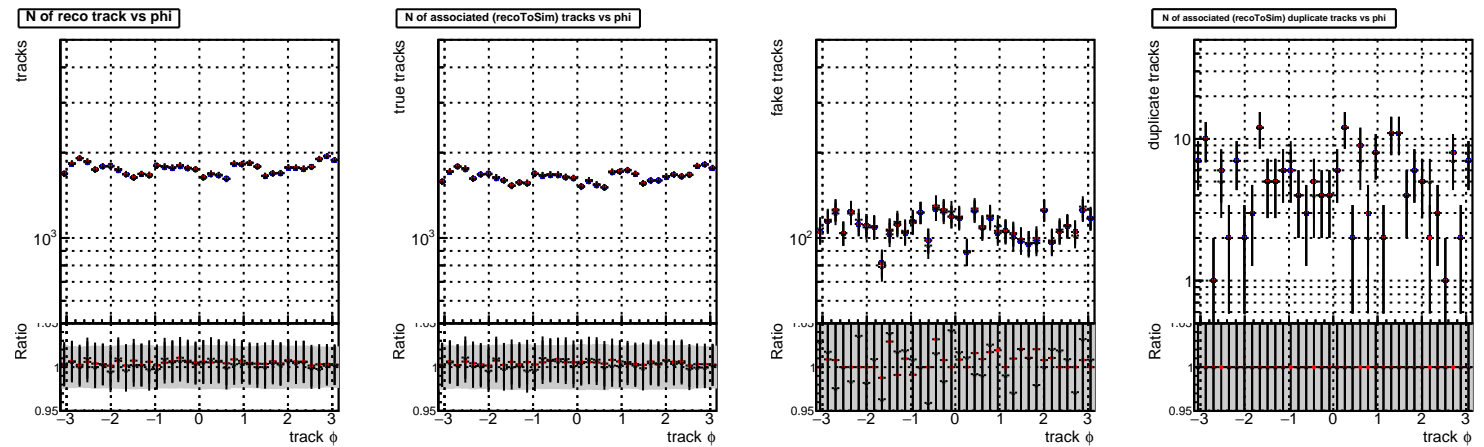 N of reco track vs phi
tracks
10³
Ratio
1
0.95
−3 −2 −1 0 1 2 3
track ϕ
N of associated (recoToSim) tracks vs phi
true tracks
10³
Ratio
1
0.95
−3 −2 −1 0 1 2 3
track ϕ
fake tracks
10²
Ratio
1
0.95
−3 −2 −1 0 1 2 3
track ϕ
N of associated (recoToSim) duplicate tracks vs phi
duplicate tracks
10
1
Ratio
1
0.95
−3 −2 −1 0 1 2 3
track ϕ